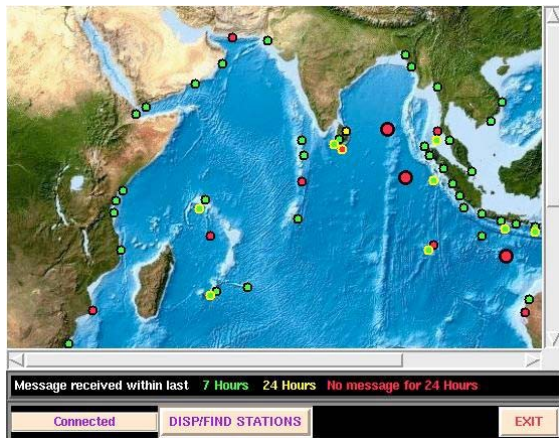 Message received within last 7 Hours 24 Hours No message for 24 Hours
Connected DISP/FIND STATIONS EXIT